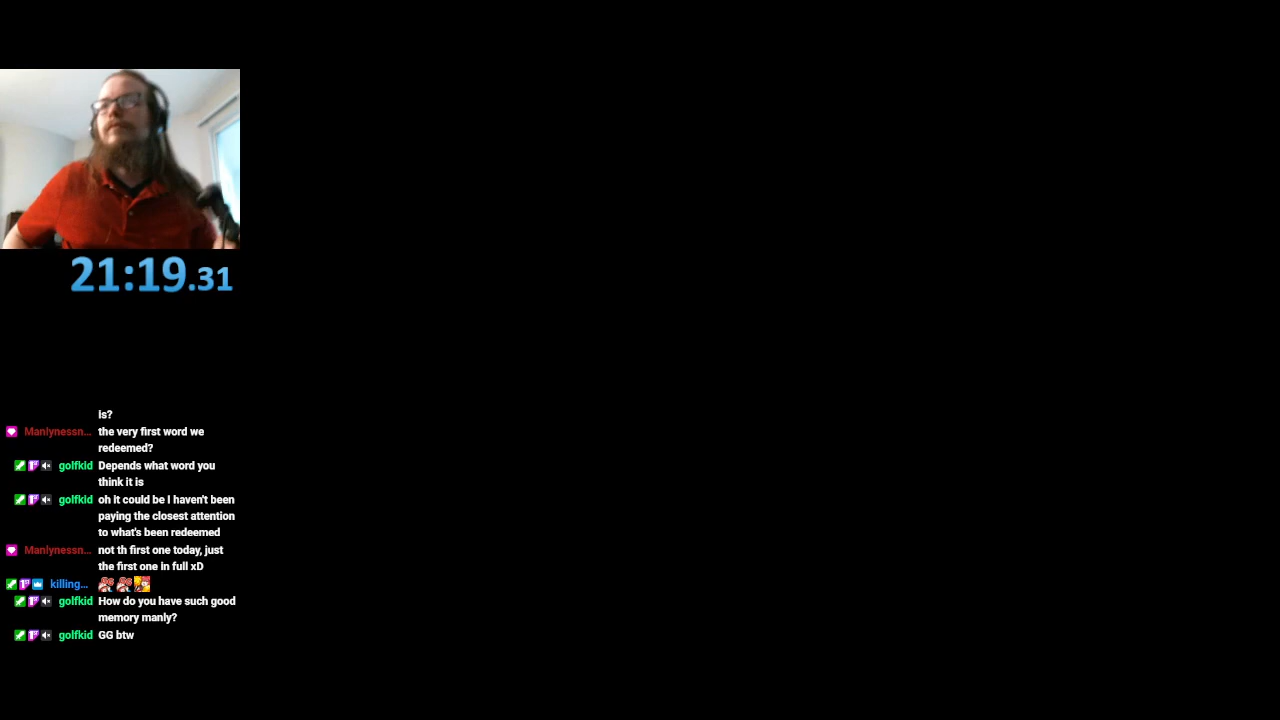 21:19.31
is?
Manlynessn... the very first word we
redeemed?
golfkid Depends what word you
think it is
golfkid oh it could be I haven't been
paying the closest attention
to what's been redeemed
Manlynessn... not th first one today, just
the first one in full xD
killing...
golfkid How do you have such good
memory manly?
golfkid GG btw